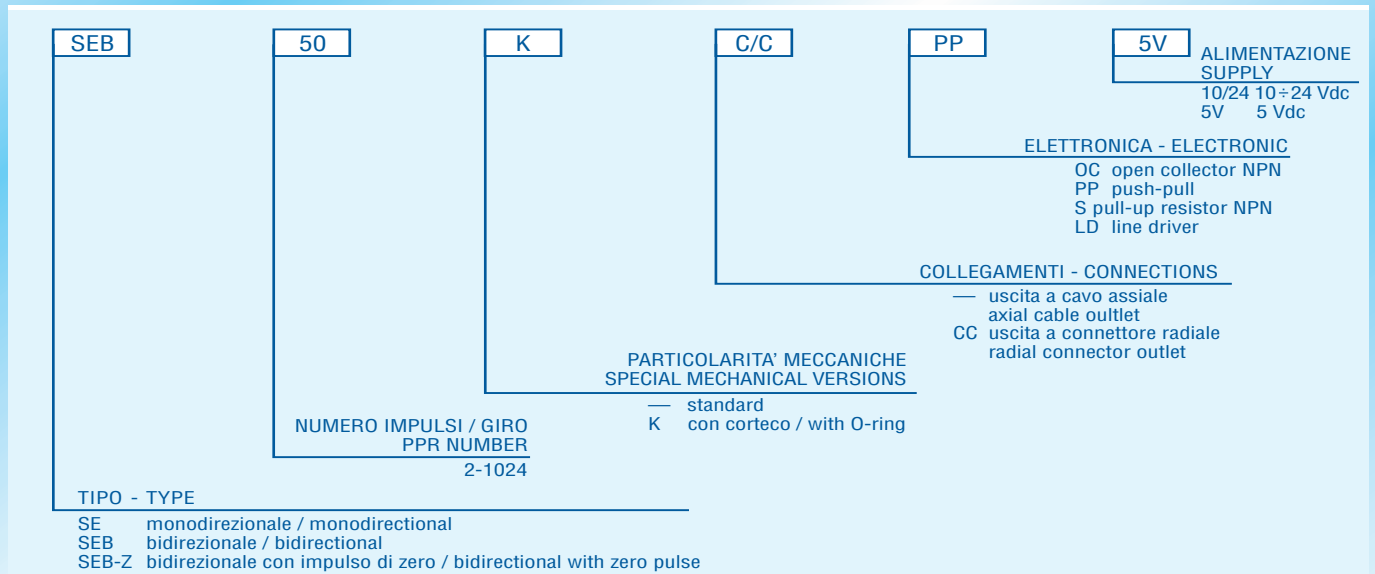 SEB 50 K C/C PP 5V
ALIMENTAZIONE
SUPPLY
10/24 10÷24 Vdc
5V 5 Vdc
ELETTRONICA - ELECTRONIC
OC open collector NPN
PP push-pull
S pull-up resistor NPN
LD line driver
COLLEGAMENTI - CONNECTIONS
— uscita a cavo assiale
axial cable oultlet
CC uscita a connettore radiale
radial connector outlet
PARTICOLARITA' MECCANICHE
SPECIAL MECHANICAL VERSIONS
— standard
K con corteco / with O-ring
NUMERO IMPULSI / GIRO
PPR NUMBER
2-1024
TIPO - TYPE
SE monodirezionale / monodirectional
SEB bidirezionale / bidirectional
SEB-Z bidirezionale con impulso di zero / bidirectional with zero pulse